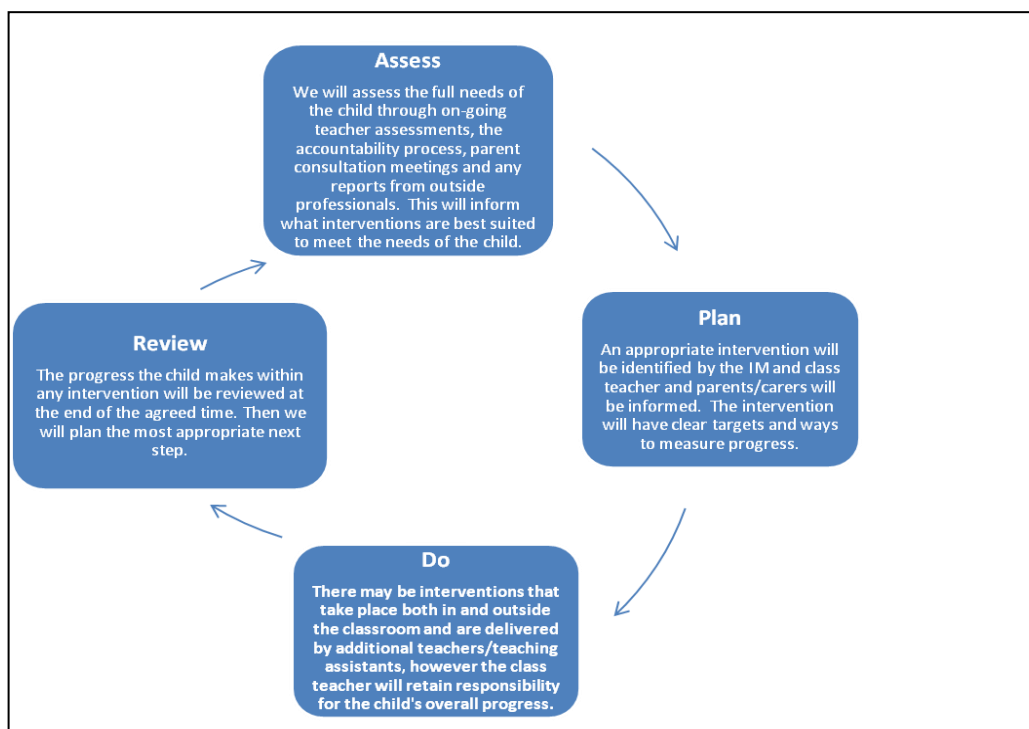 Assess
We will assess the full needs of
the child through on-going
teacher assessments, the
accountability process, parent
consultation meetings and any
reports from outside
professionals.  This will inform
what interventions are best suited
to meet the needs of the child.
Plan
An appropriate intervention will
be identified by the IM and class
teacher and parents/carers will
be informed.  The intervention
will have clear targets and ways
to measure progress.
Do
There may be interventions that
take place both in and outside
the classroom and are delivered
by additional teachers/teaching
assistants, however the class
teacher will retain responsibility
for the child's overall progress.
Review
The progress the child makes within
any intervention will be reviewed at
the end of the agreed time. Then we
will plan the most appropriate next
step.